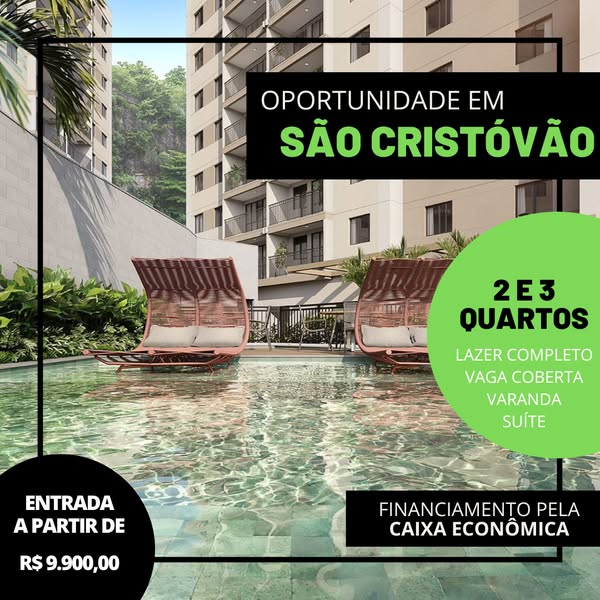 OPORTUNIDADE EM
SÃO CRISTÓVÃO
2 E 3
QUARTOS
LAZER COMPLETO
VAGA COBERTA
VARANDA
SUÍTE
ENTRADA
A PARTIR DE
R$ 9.900,00
FINANCIAMENTO PELA
CAIXA ECONÔMICA